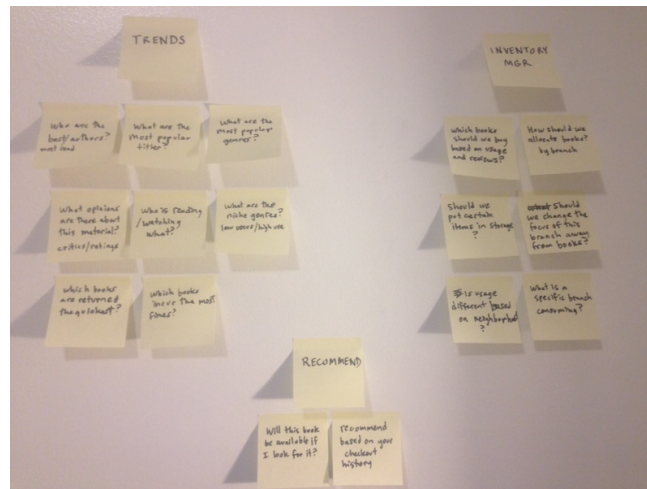 TRENDS
Who are the
best/authors?
most read
What are the
most popular
titles?
What are the
most popular
genres?
What opinions
are there about
this material?
critics/ratings
Who is reading
/watching
what?
What are the
niche genres?
low users/high use
which books
are returned
the quickest?
Which books
incur the most
fines?
INVENTORY
MGR
Which books
should we buy
based on usage
and reviews?
How should we
allocate books?
by branch
Should we
put certain
items in storage
?
should
we change the
focus of this
branch away
from books?
Is usage
different based
on neighborhood
?
What is a
specific branch
consuming?
RECOMMEND
Will this book
be available if
I look for it?
recommend
based on your
checkout
history